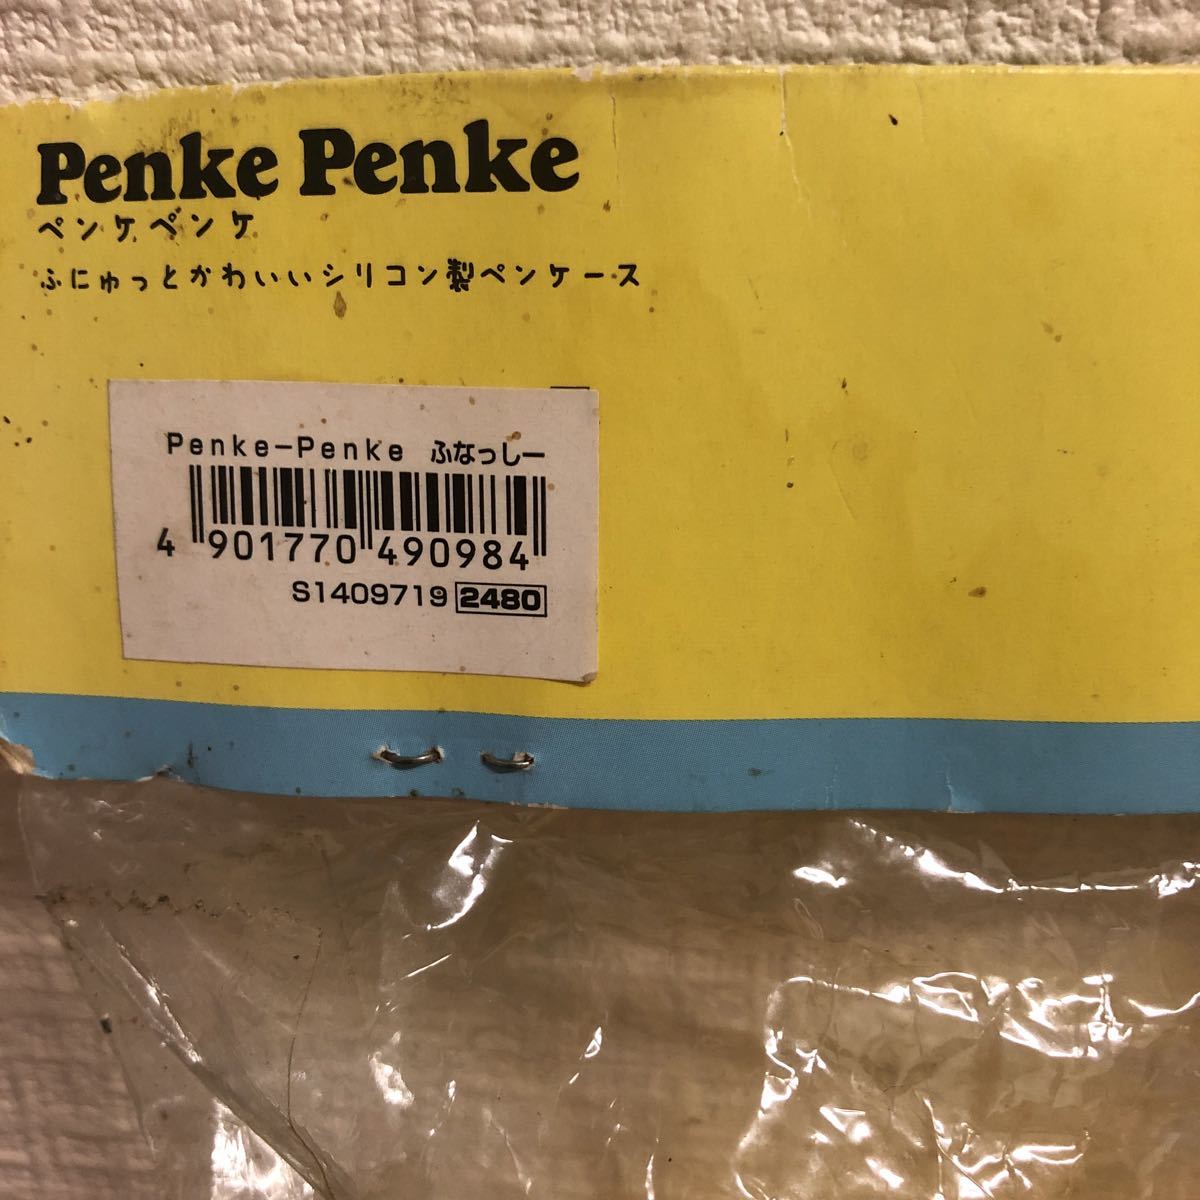 Penke Penke
ペンケペンケ
ふにゅっとかわいいシリコン製ペンケース
Penke-Penke ふなっしー
4 901770 490984
S1409719 2480